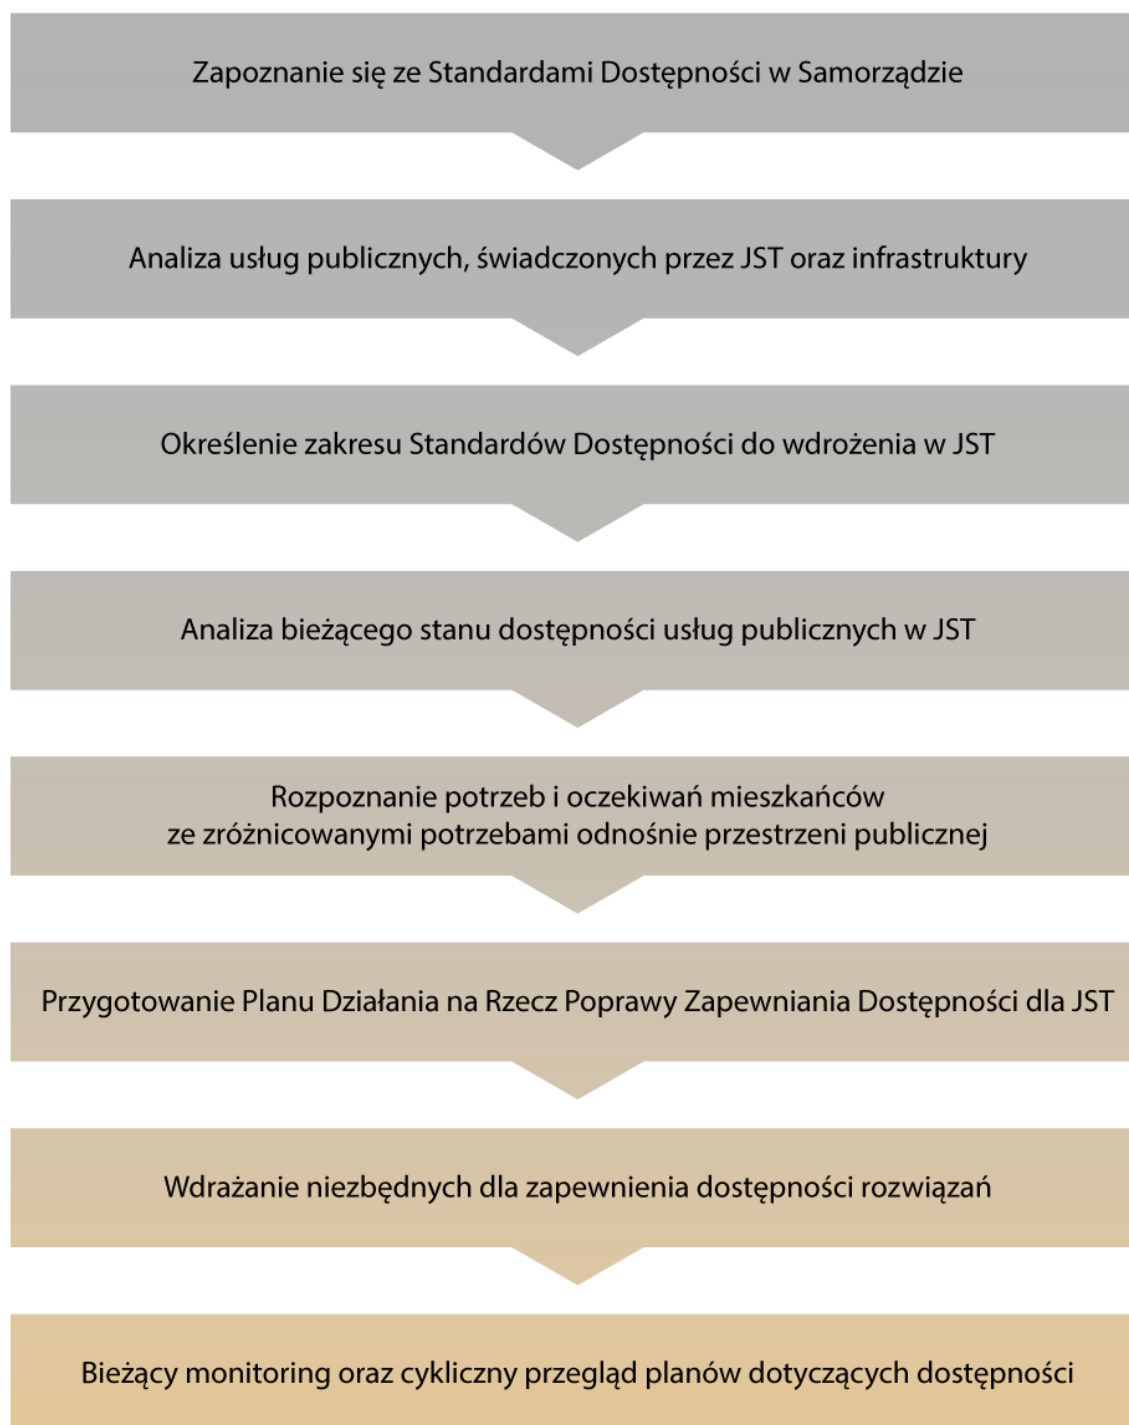 Zapoznanie się ze Standardami Dostępności w Samorządzie
Analiza usług publicznych, świadczonych przez JST oraz infrastruktury
Określenie zakresu Standardów Dostępności do wdrożenia w JST
Analiza bieżącego stanu dostępności usług publicznych w JST
Rozpoznanie potrzeb i oczekiwań mieszkańców
ze zróżnicowanymi potrzebami odnośnie przestrzeni publicznej
Przygotowanie Planu Działania na Rzecz Poprawy Zapewniania Dostępności dla JST
Wdrażanie niezbędnych dla zapewnienia dostępności rozwiązań
Bieżący monitoring oraz cykliczny przegląd planów dotyczących dostępności